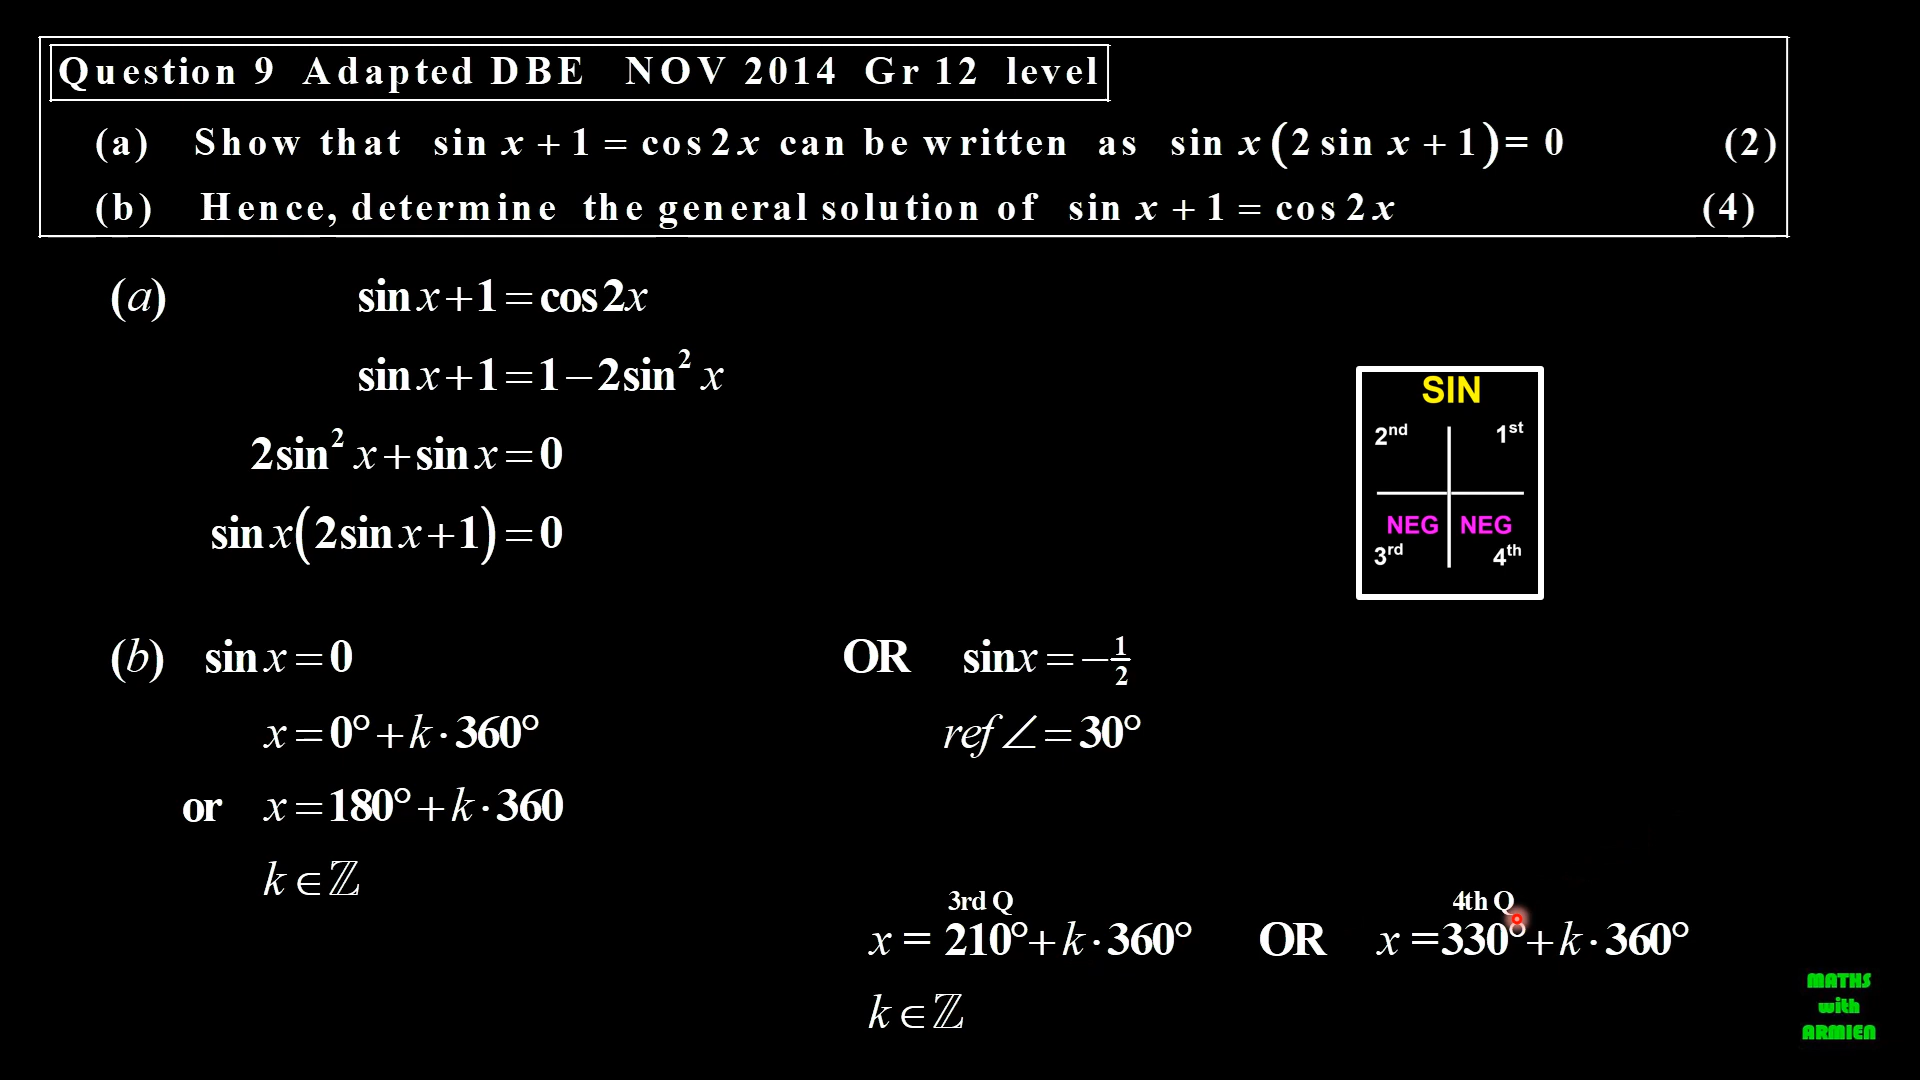 Question 9 Adapted DBE NOV 2014 Gr 12 level
(a) Show that sin x + 1 = cos 2x can be written as sin x (2 sin x + 1) = 0 (2)
(b) Hence, determine the general solution of sin x + 1 = cos 2x (4)
(a) sin x + 1 = cos 2x
sin x + 1 = 1 − 2sin² x
2sin² x + sin x = 0
sin x(2sin x + 1) = 0
SIN
2nd 1st
NEG NEG
3rd 4th
(b) sin x = 0 OR sin x = −1/2
x = 0° + k · 360° ref ∠ = 30°
or x = 180° + k · 360
k ∈ ℤ
3rd Q 4th Q
x = 210° + k · 360° OR x = 330° + k · 360°
k ∈ ℤ
MATHS
with
ARMIEN